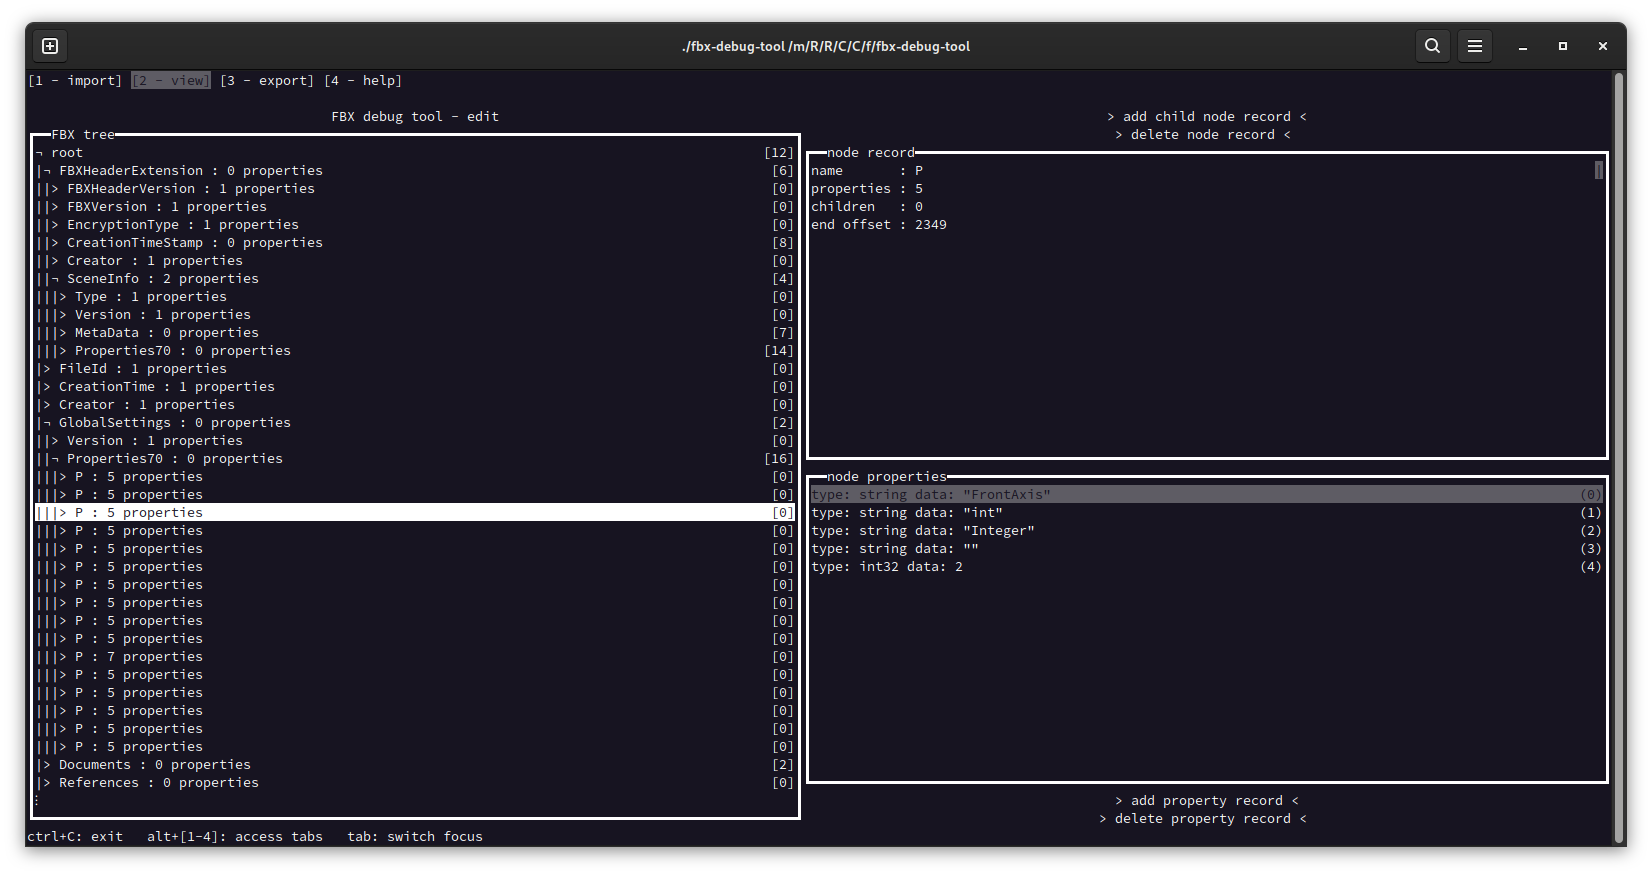 ./fbx-debug-tool /m/R/R/C/C/f/fbx-debug-tool
[1 - import] [2 - view] [3 - export] [4 - help]
FBX debug tool - edit
FBX tree
¬ root [12]
|¬ FBXHeaderExtension : 0 properties [6]
||> FBXHeaderVersion : 1 properties [0]
||> FBXVersion : 1 properties [0]
||> EncryptionType : 1 properties [0]
||> CreationTimeStamp : 0 properties [8]
||> Creator : 1 properties [0]
||¬ SceneInfo : 2 properties [4]
|||> Type : 1 properties [0]
|||> Version : 1 properties [0]
|||> MetaData : 0 properties [7]
|||> Properties70 : 0 properties [14]
|> FileId : 1 properties [0]
|> CreationTime : 1 properties [0]
|> Creator : 1 properties [0]
|¬ GlobalSettings : 0 properties [2]
||> Version : 1 properties [0]
||¬ Properties70 : 0 properties [16]
|||> P : 5 properties [0]
|||> P : 5 properties [0]
|||> P : 5 properties [0]
|||> P : 5 properties [0]
|||> P : 5 properties [0]
|||> P : 5 properties [0]
|||> P : 5 properties [0]
|||> P : 5 properties [0]
|||> P : 5 properties [0]
|||> P : 5 properties [0]
|||> P : 7 properties [0]
|||> P : 5 properties [0]
|||> P : 5 properties [0]
|||> P : 5 properties [0]
|||> P : 5 properties [0]
|||> P : 5 properties [0]
|> Documents : 0 properties [2]
|> References : 0 properties [0]
⋮
> add child node record <
> delete node record <
node record
name : P
properties : 5
children : 0
end offset : 2349
node properties
type: string data: "FrontAxis" (0)
type: string data: "int" (1)
type: string data: "Integer" (2)
type: string data: "" (3)
type: int32 data: 2 (4)
> add property record <
> delete property record <
ctrl+C: exit alt+[1-4]: access tabs tab: switch focus